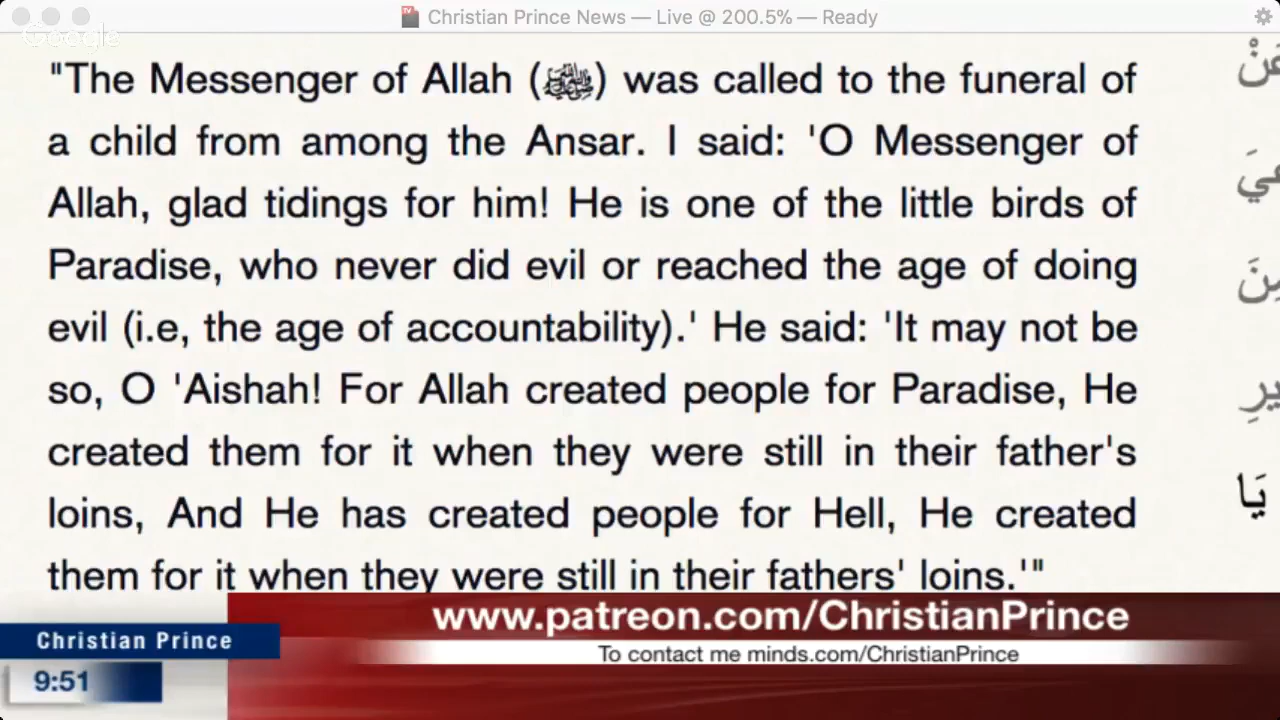 Christian Prince News — Live @ 200.5% — Ready
Google
"The Messenger of Allah (ﷺ) was called to the funeral of
a child from among the Ansar. I said: 'O Messenger of
Allah, glad tidings for him! He is one of the little birds of
Paradise, who never did evil or reached the age of doing
evil (i.e, the age of accountability).' He said: 'It may not be
so, O 'Aishah! For Allah created people for Paradise, He
created them for it when they were still in their father's
loins, And He has created people for Hell, He created
them for it when they were still in their fathers' loins.'"
يَا
www.patreon.com/ChristianPrince
Christian Prince
To contact me minds.com/ChristianPrince
9:51